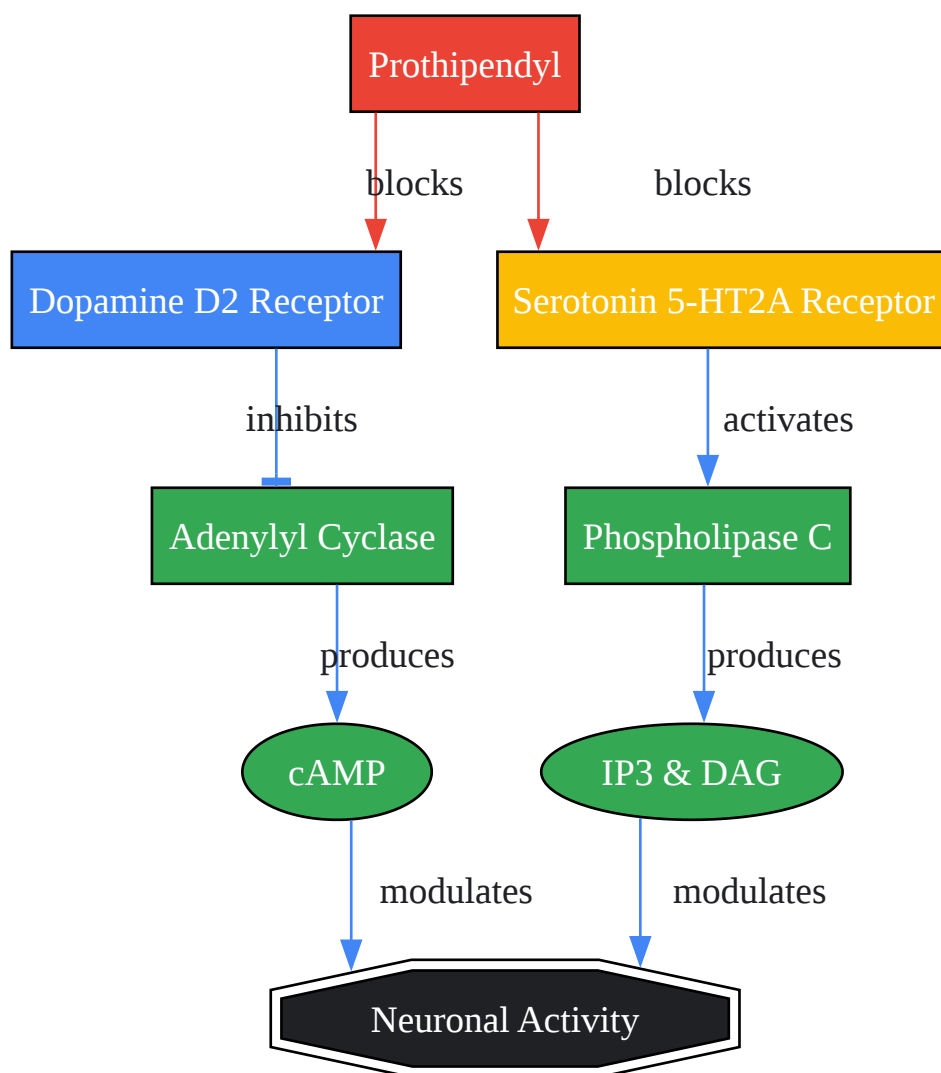 Prothipendyl
blocks
blocks
Dopamine D2 Receptor
Serotonin 5-HT2A Receptor
inhibits
activates
Adenylyl Cyclase
Phospholipase C
produces
produces
cAMP
IP3 & DAG
modulates
modulates
Neuronal Activity